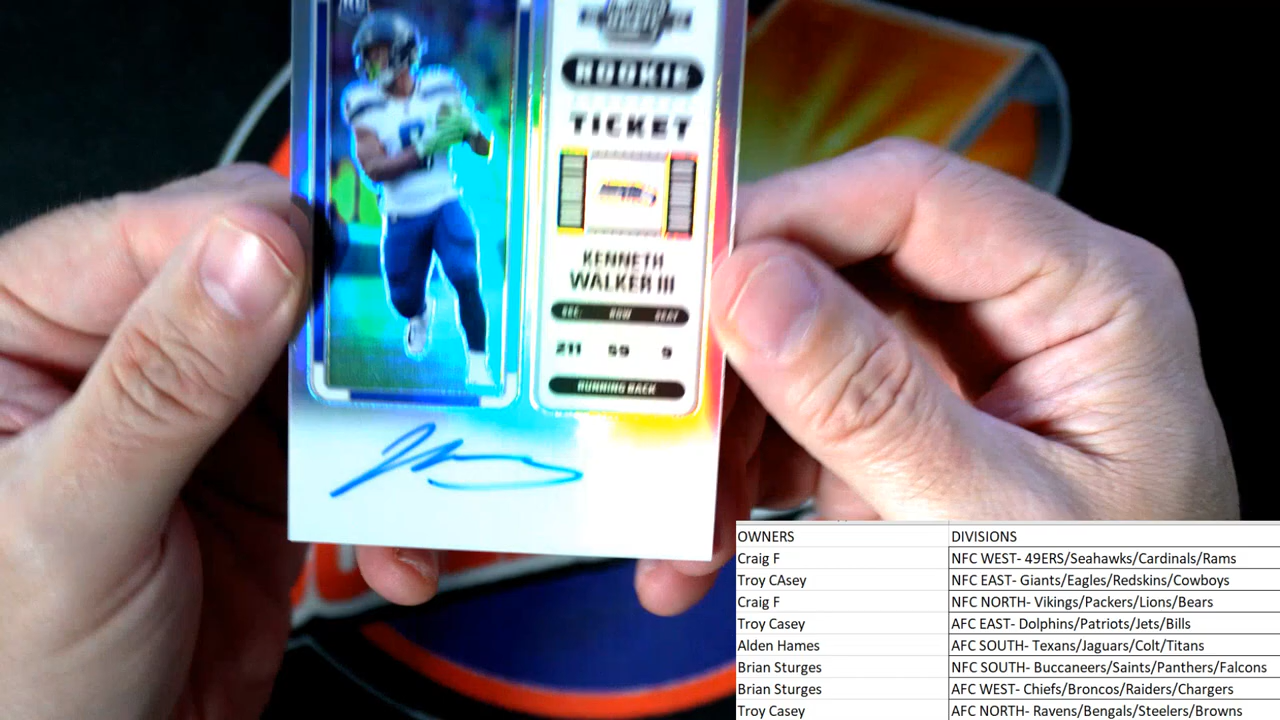 RC
ROOKIE
TICKET
KENNETH
WALKER III
SEC. ROW SEAT
211 59 9
RUNNING BACK
OWNERS DIVISIONS
Craig F NFC WEST- 49ERS/Seahawks/Cardinals/Rams
Troy CAsey NFC EAST- Giants/Eagles/Redskins/Cowboys
Craig F NFC NORTH- Vikings/Packers/Lions/Bears
Troy Casey AFC EAST- Dolphins/Patriots/Jets/Bills
Alden Hames AFC SOUTH- Texans/Jaguars/Colt/Titans
Brian Sturges NFC SOUTH- Buccaneers/Saints/Panthers/Falcons
Brian Sturges AFC WEST- Chiefs/Broncos/Raiders/Chargers
Troy Casey AFC NORTH- Ravens/Bengals/Steelers/Browns